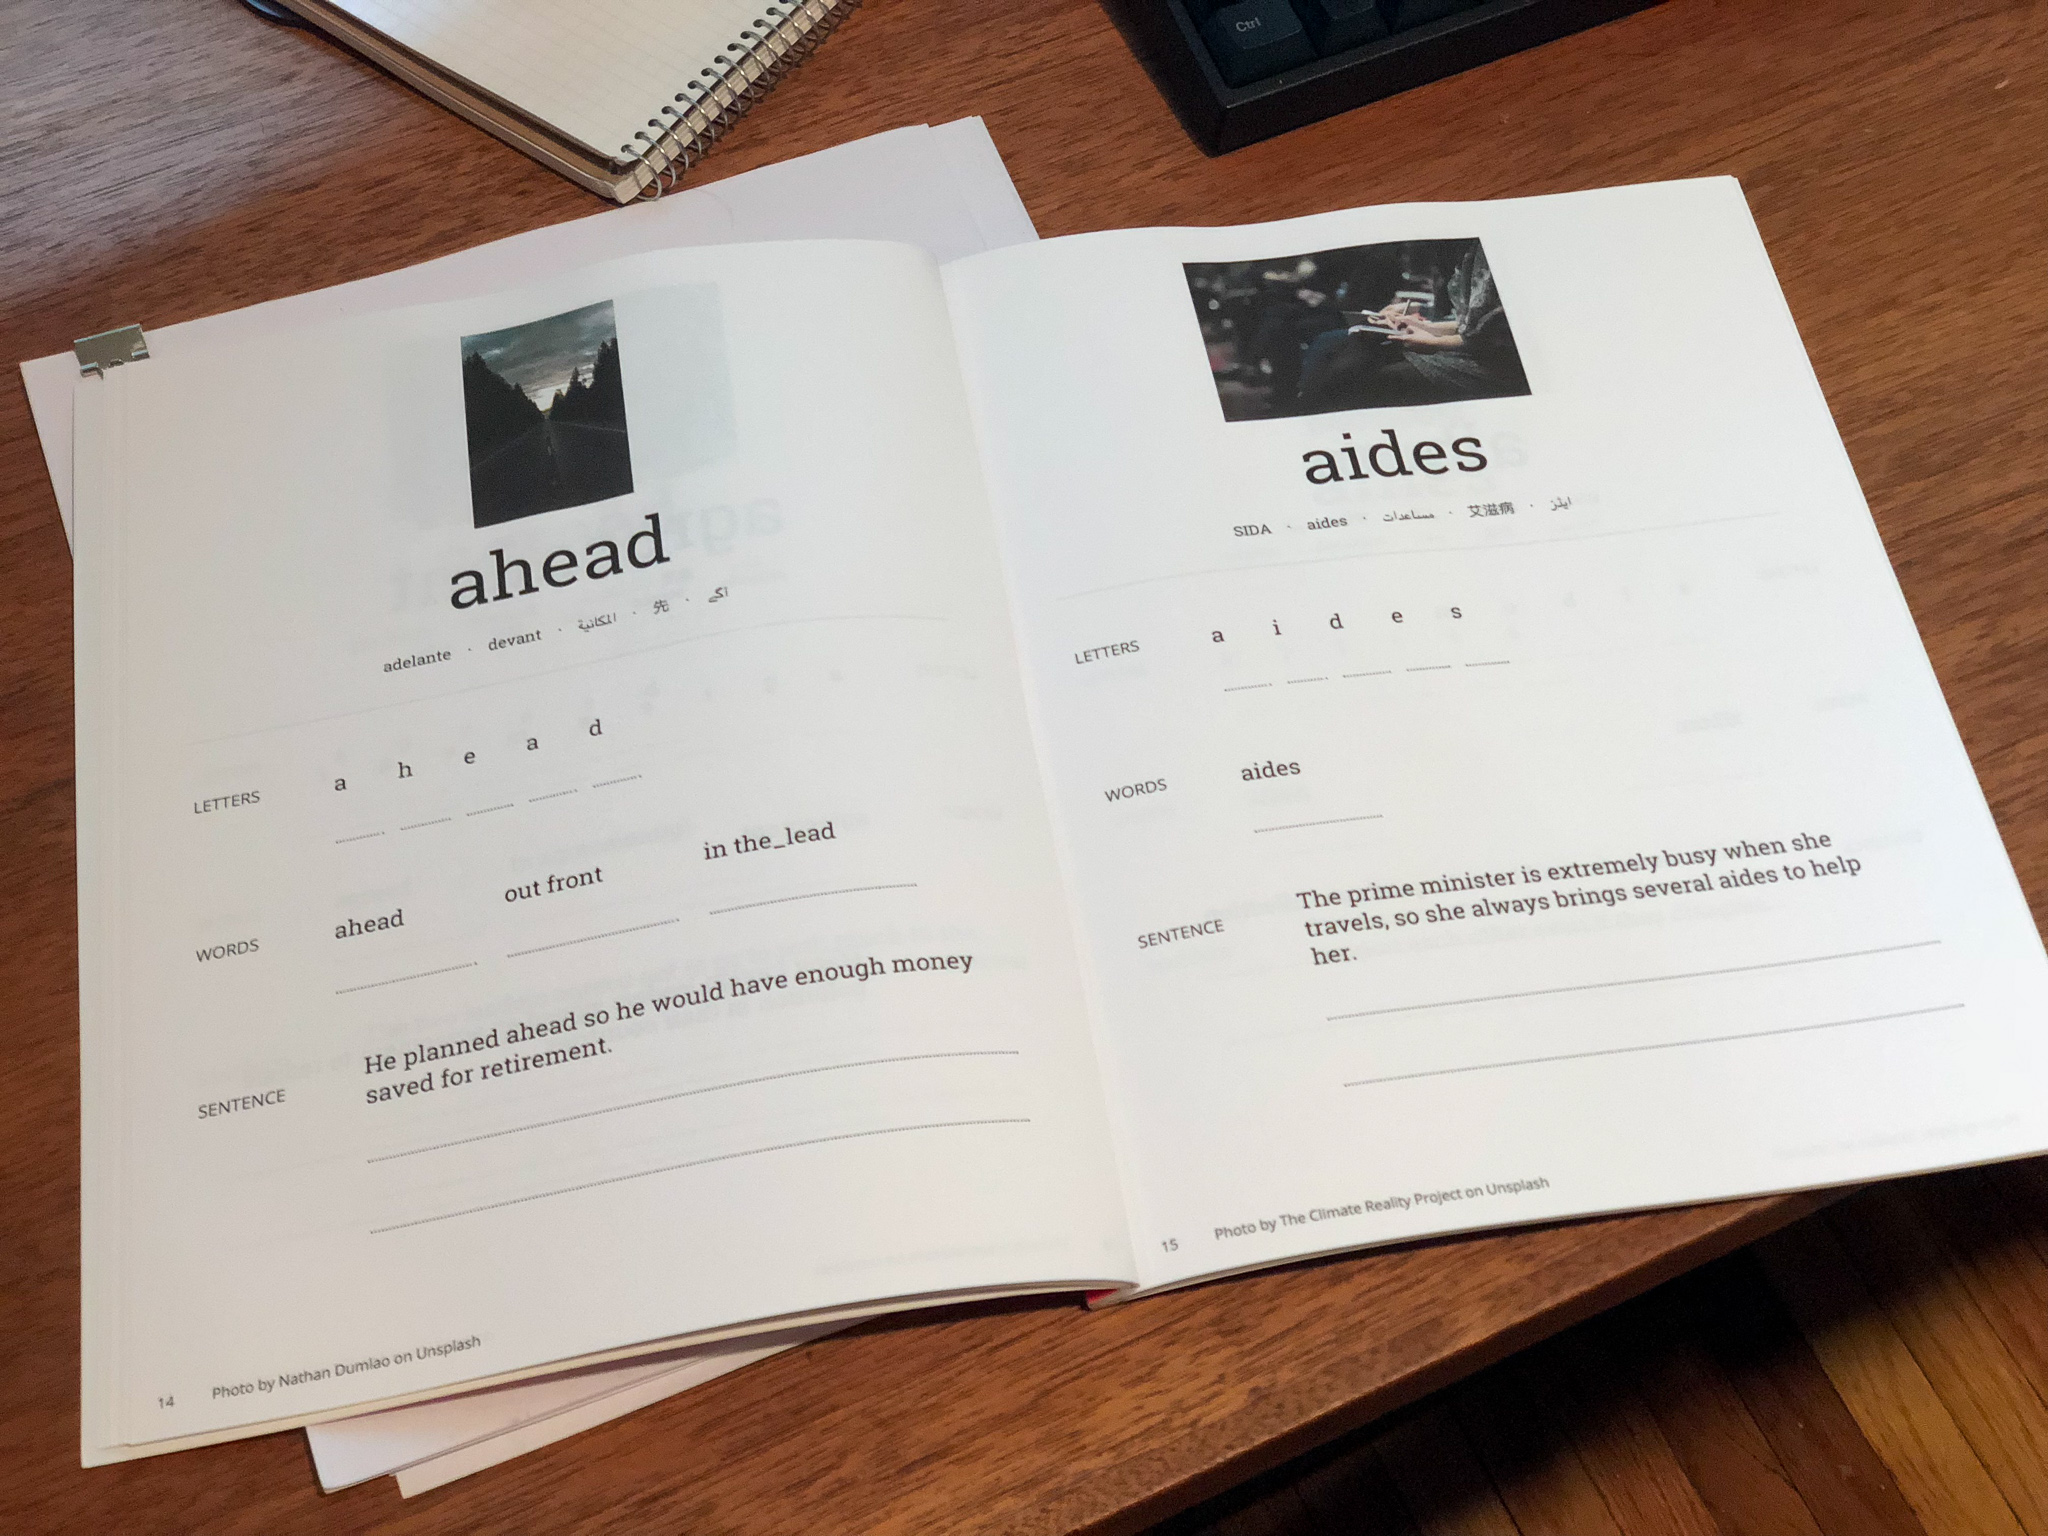 Ctrl
ahead
adelante · devant · المكانية · 先 · آگے
LETTERS a h e a d
WORDS ahead out front in the_lead
SENTENCE He planned ahead so he would have enough money
saved for retirement.
14 Photo by Nathan Dumlao on Unsplash
aides
SIDA · aides · مساعدات · 艾滋病 · ایڈز
LETTERS a i d e s
WORDS aides
SENTENCE The prime minister is extremely busy when she
travels, so she always brings several aides to help
her.
15 Photo by The Climate Reality Project on Unsplash